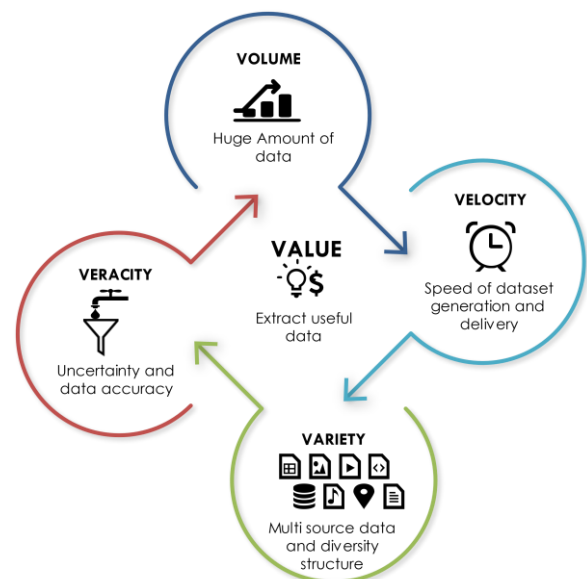 VOLUME
Huge Amount of
data
VELOCITY
Speed of dataset
generation and
delivery
VALUE
$
Extract useful
data
VERACITY
Uncertainty and
data accuracy
VARIETY
Multi source data
and diversity
structure